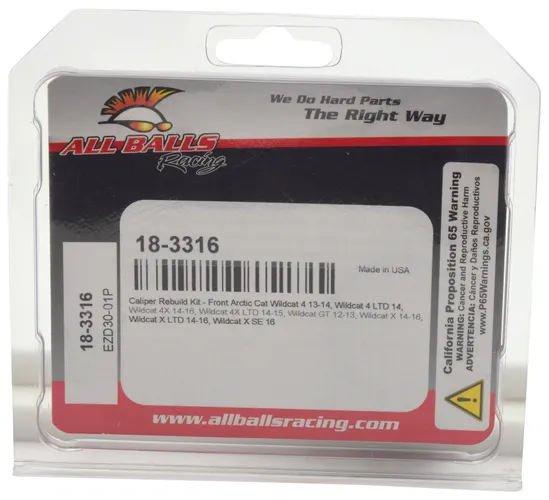 We Do Hard Parts
The Right Way
ALL BALLS
Racing
18-3316
Made in USA
Caliper Rebuild Kit - Front Arctic Cat Wildcat 4 13-14, Wildcat 4 LTD 14,
Wildcat 4X 14-16, Wildcat 4X LTD 14-15, Wildcat GT 12-13, Wildcat X 14-16,
Wildcat X LTD 14-16, Wildcat X SE 16
18-3316
EZD30-01P
California Proposition 65 Warning
WARNING: Cancer and Reproductive Harm
ADVERTENCIA: Cáncer y Daños Reproductivos
www.P65Warnings.ca.gov
www.allballsracing.com